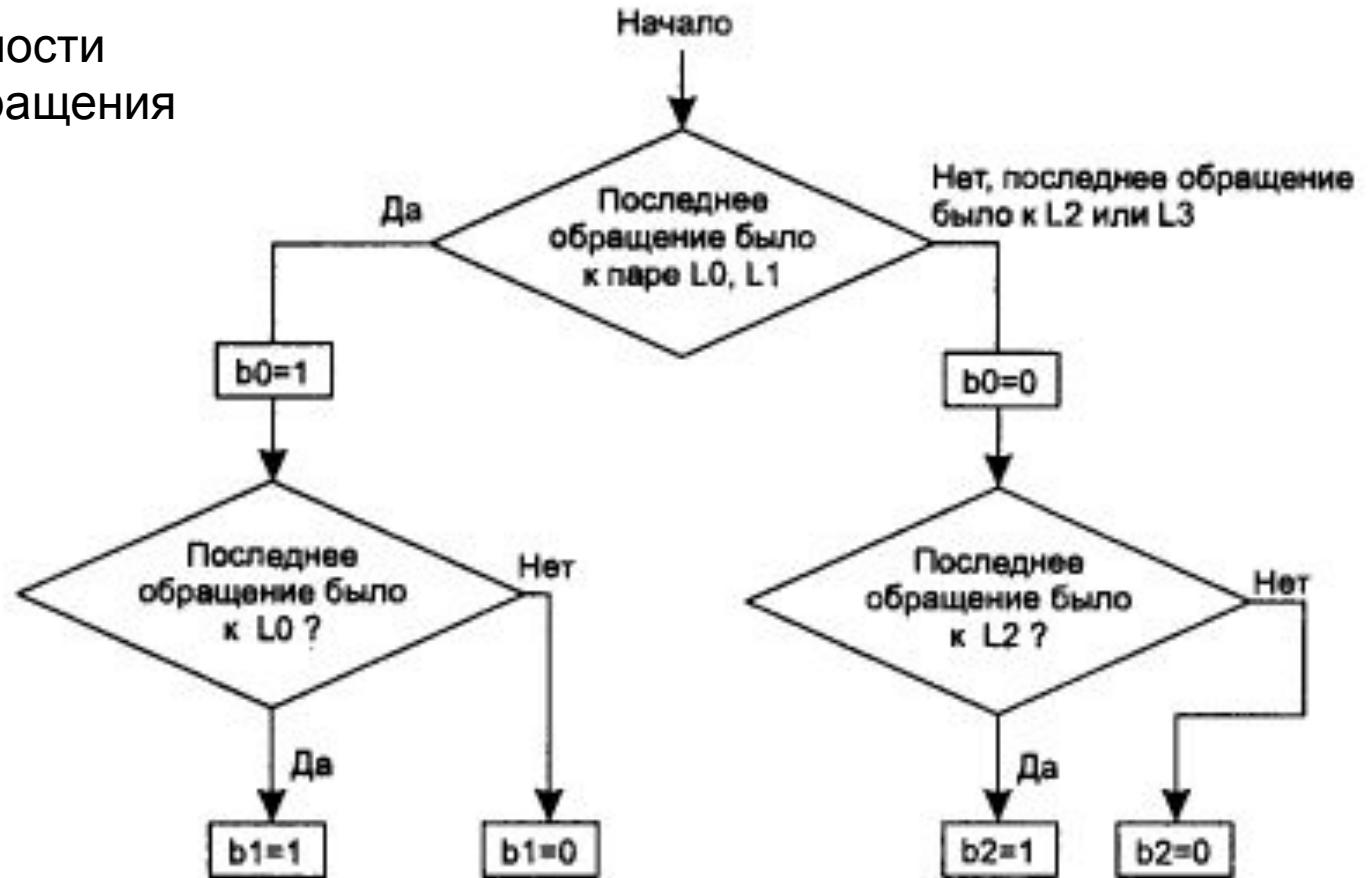 ности
ращения
Начало
Последнее
обращение было
к паре L0, L1
Да
Нет, последнее обращение
было к L2 или L3
b0=1
b0=0
Последнее
обращение было
к L0 ?
Нет
Да
Последнее
обращение было
к L2 ?
Нет
Да
b1=1
b1=0
b2=1
b2=0